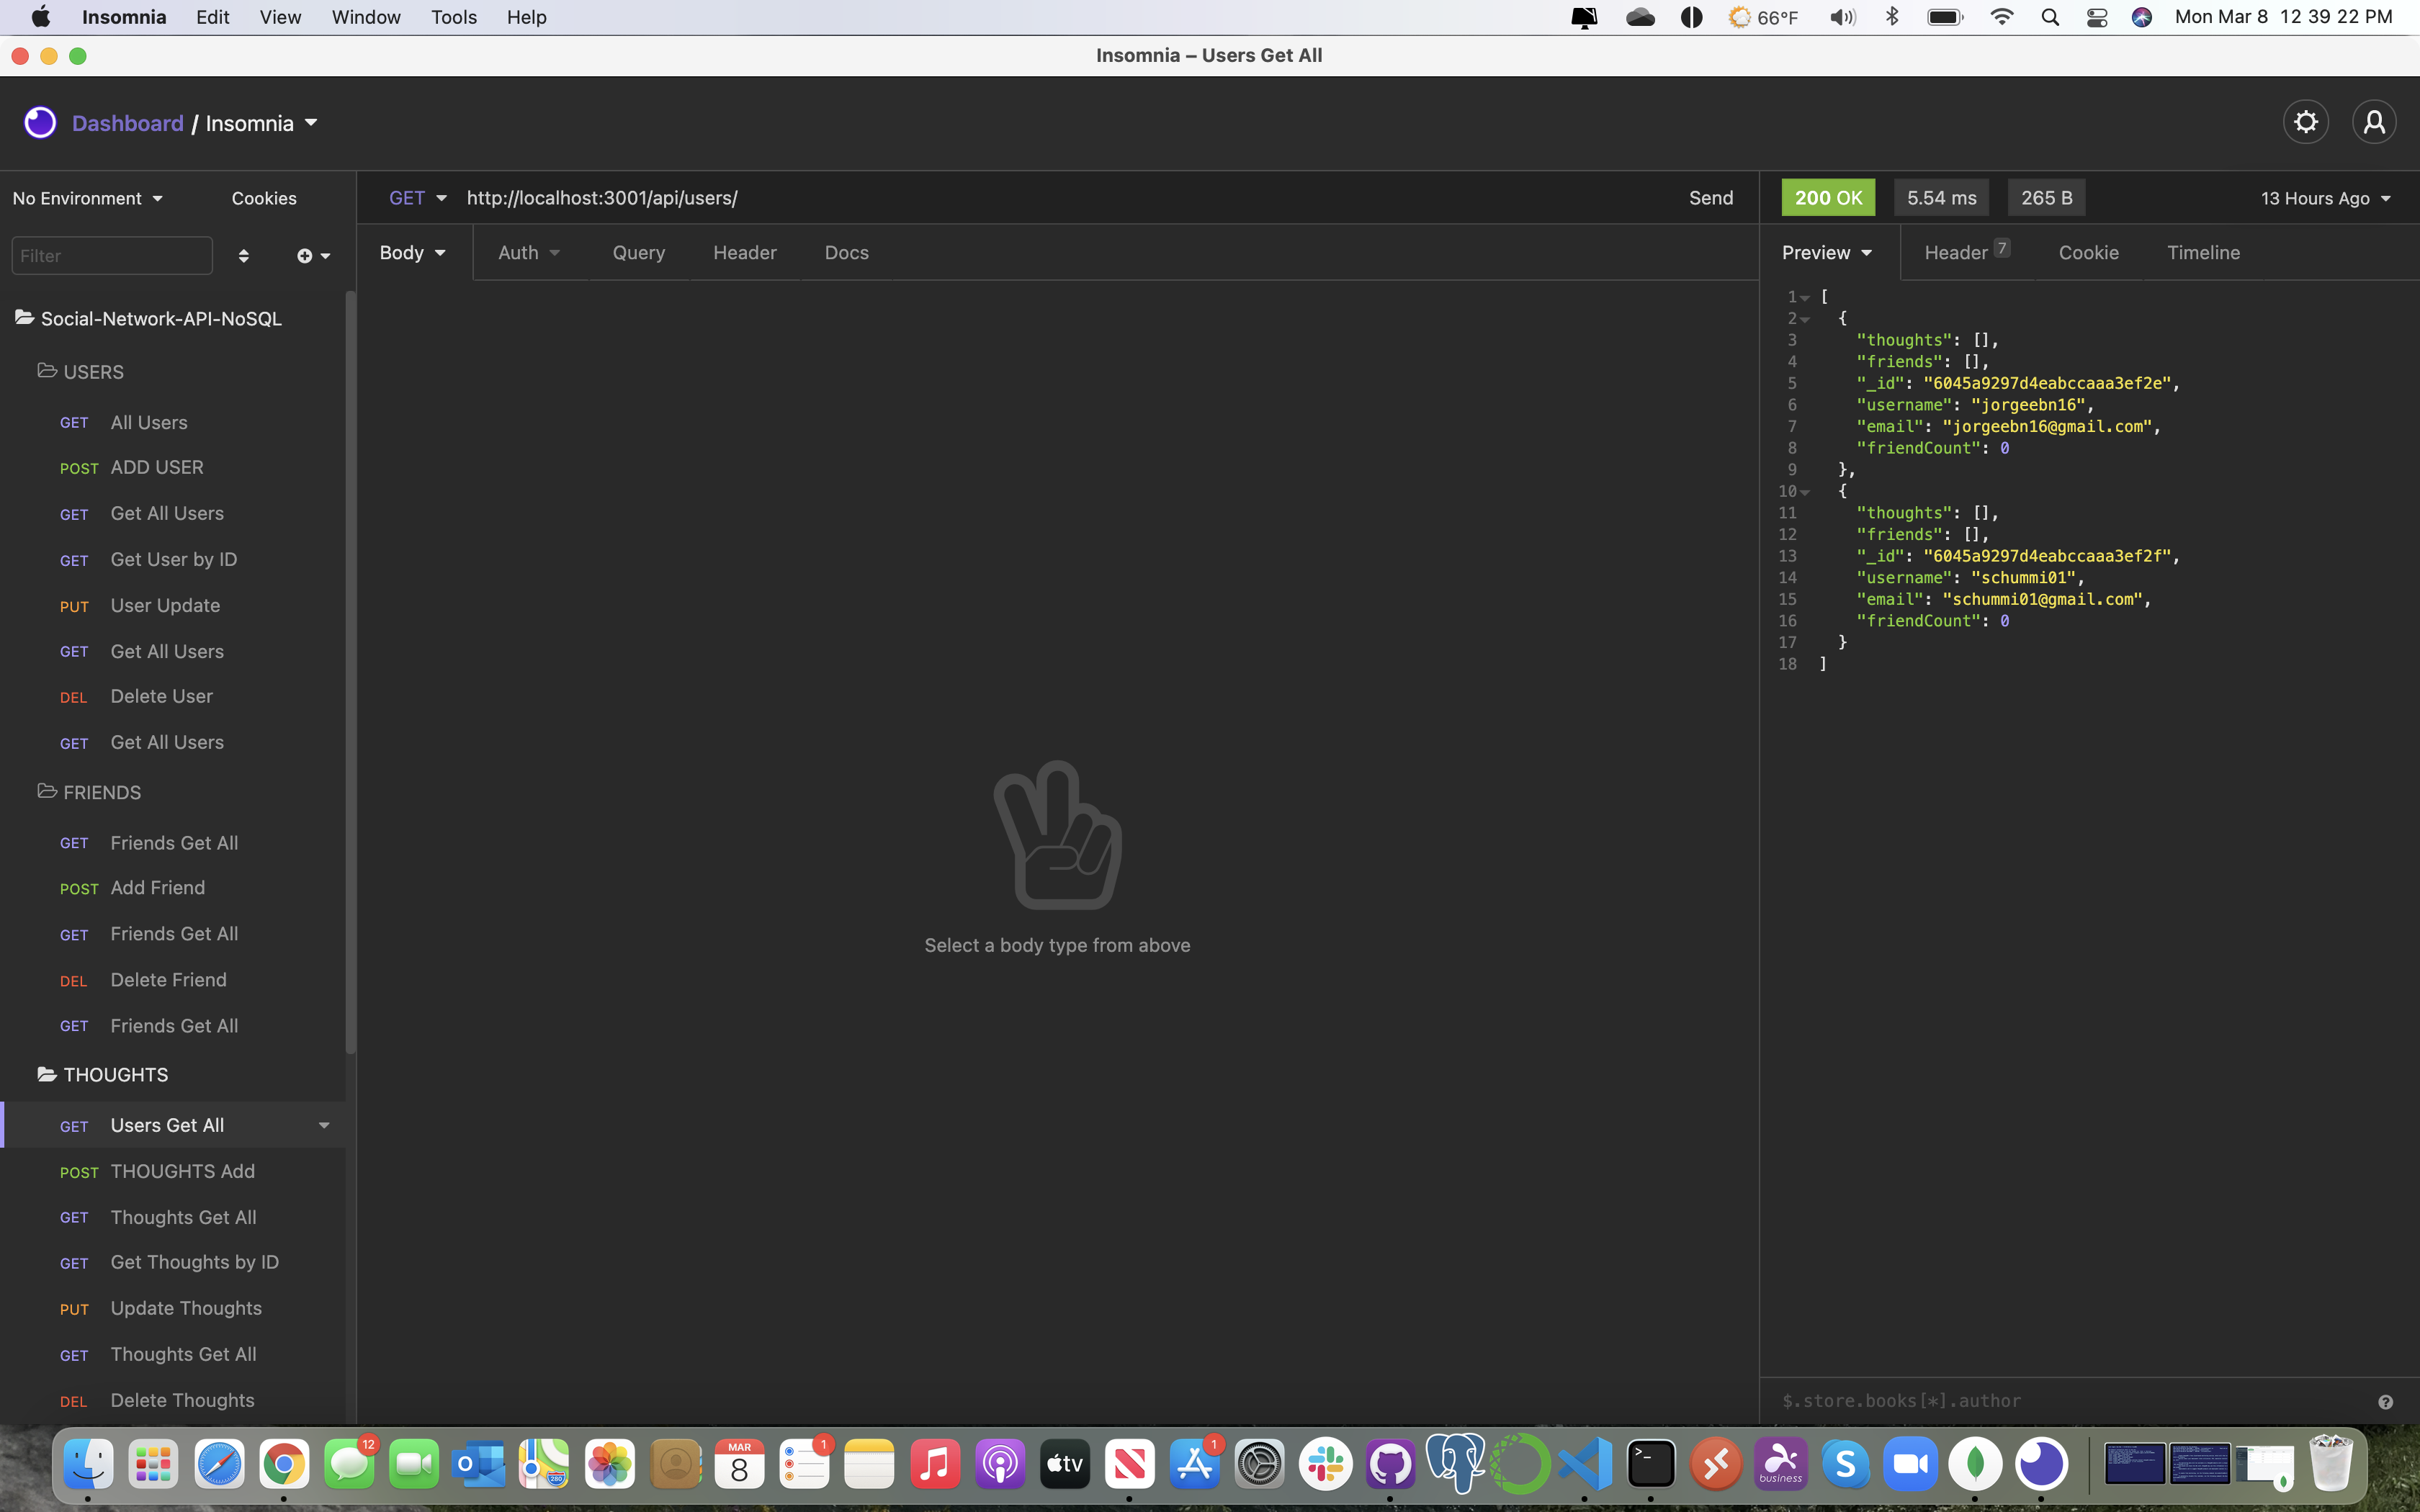 Insomnia Edit View Window Tools Help 66°F Mon Mar 8 12 39 22 PM
Insomnia – Users Get All
Dashboard / Insomnia
No Environment Cookies
GET http://localhost:3001/api/users/ Send
200 OK 5.54 ms 265 B 13 Hours Ago
Filter
Body Auth Query Header Docs
Preview Header 7 Cookie Timeline
Social-Network-API-NoSQL
USERS
GET All Users
POST ADD USER
GET Get All Users
GET Get User by ID
PUT User Update
GET Get All Users
DEL Delete User
GET Get All Users
FRIENDS
GET Friends Get All
POST Add Friend
GET Friends Get All
DEL Delete Friend
GET Friends Get All
THOUGHTS
GET Users Get All
POST THOUGHTS Add
GET Thoughts Get All
GET Get Thoughts by ID
PUT Update Thoughts
GET Thoughts Get All
DEL Delete Thoughts
Select a body type from above
1 [
2 {
3 "thoughts": [],
4 "friends": [],
5 "_id": "6045a9297d4eabccaaa3ef2e",
6 "username": "jorgeebn16",
7 "email": "jorgeebn16@gmail.com",
8 "friendCount": 0
9 },
10 {
11 "thoughts": [],
12 "friends": [],
13 "_id": "6045a9297d4eabccaaa3ef2f",
14 "username": "schummi01",
15 "email": "schummi01@gmail.com",
16 "friendCount": 0
17 }
18 ]
$.store.books[*].author
12 280 MAR 8 1 tv 1 business